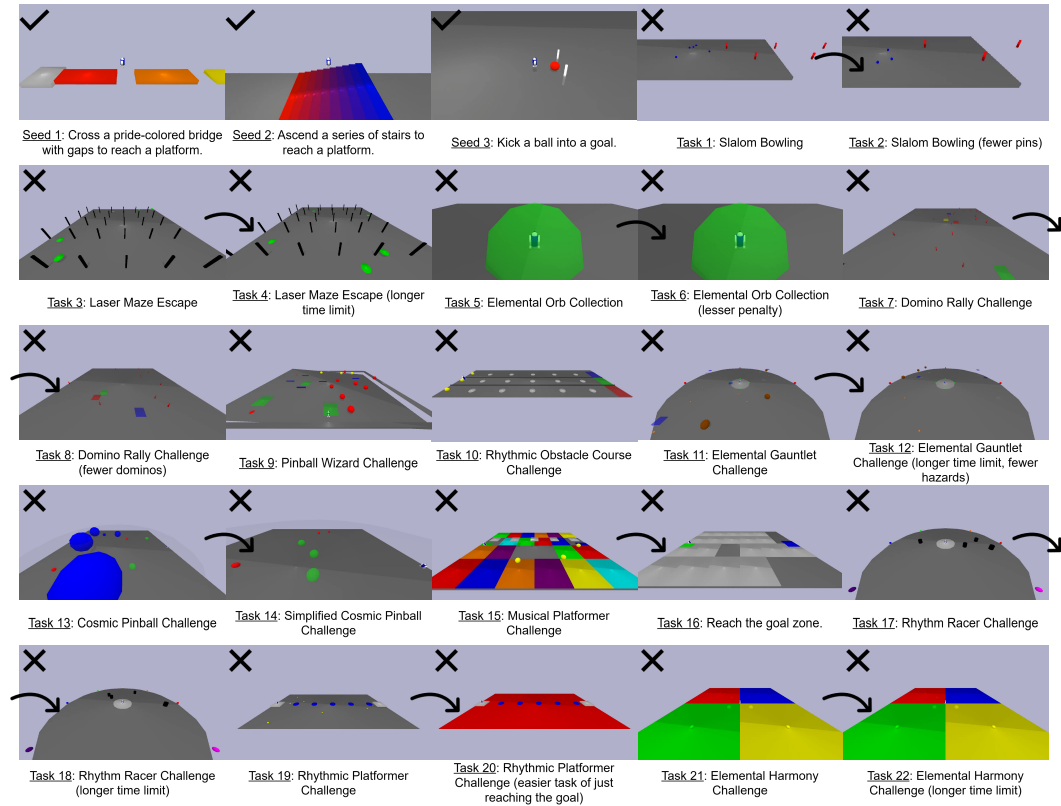 Seed 1: Cross a pride-colored bridge
with gaps to reach a platform.
Seed 2: Ascend a series of stairs to
reach a platform.
Seed 3: Kick a ball into a goal.
Task 1: Slalom Bowling
Task 2: Slalom Bowling (fewer pins)
Task 3: Laser Maze Escape
Task 4: Laser Maze Escape (longer
time limit)
Task 5: Elemental Orb Collection
Task 6: Elemental Orb Collection
(lesser penalty)
Task 7: Domino Rally Challenge
Task 8: Domino Rally Challenge
(fewer dominos)
Task 9: Pinball Wizard Challenge
Task 10: Rhythmic Obstacle Course
Challenge
Task 11: Elemental Gauntlet
Challenge
Task 12: Elemental Gauntlet
Challenge (longer time limit, fewer
hazards)
Task 13: Cosmic Pinball Challenge
Task 14: Simplified Cosmic Pinball
Challenge
Task 15: Musical Platformer
Challenge
Task 16: Reach the goal zone.
Task 17: Rhythm Racer Challenge
Task 18: Rhythm Racer Challenge
(longer time limit)
Task 19: Rhythmic Platformer
Challenge
Task 20: Rhythmic Platformer
Challenge (easier task of just
reaching the goal)
Task 21: Elemental Harmony
Challenge
Task 22: Elemental Harmony
Challenge (longer time limit)